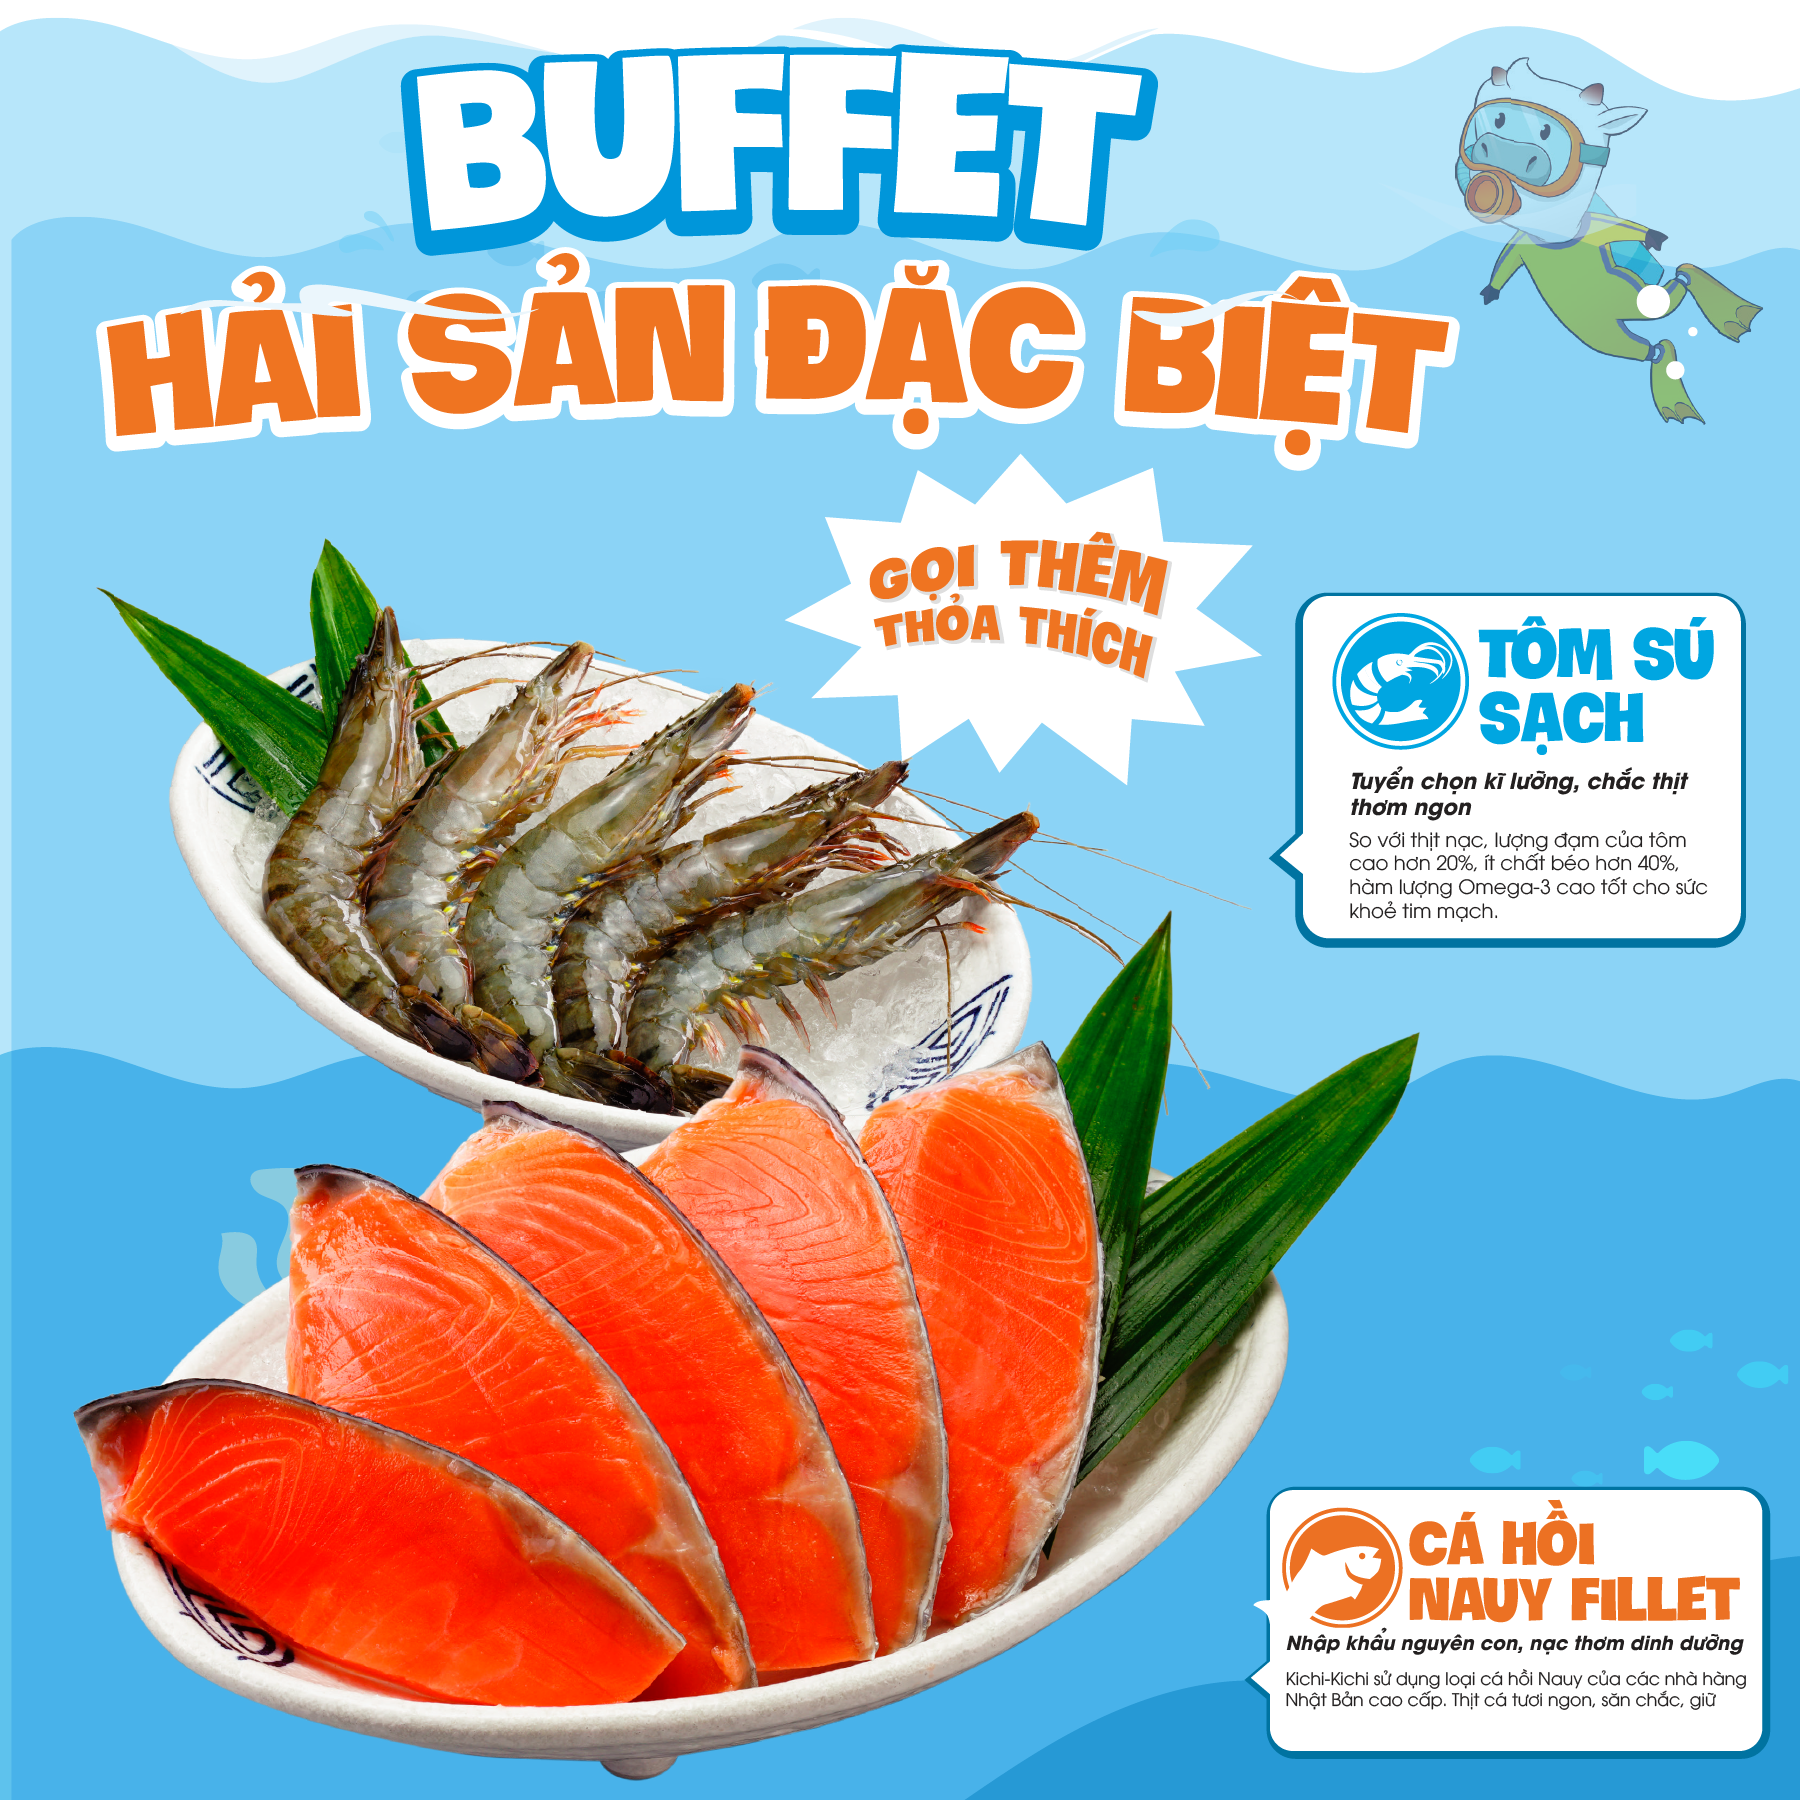 BUFFET
HẢI SẢN ĐẶC BIỆT
GỌI THÊM
THỎA THÍCH
TÔM SÚ
SẠCH
Tuyển chọn kĩ lưỡng, chắc thịt
thơm ngon
So với thịt nạc, lượng đạm của tôm
cao hơn 20%, ít chất béo hơn 40%,
hàm lượng Omega-3 cao tốt cho sức
khoẻ tim mạch.
CÁ HỒI
NAUY FILLET
Nhập khẩu nguyên con, nạc thơm dinh dưỡng
Kichi-Kichi sử dụng loại cá hồi Nauy của các nhà hàng
Nhật Bản cao cấp. Thịt cá tươi ngon, săn chắc, giữ